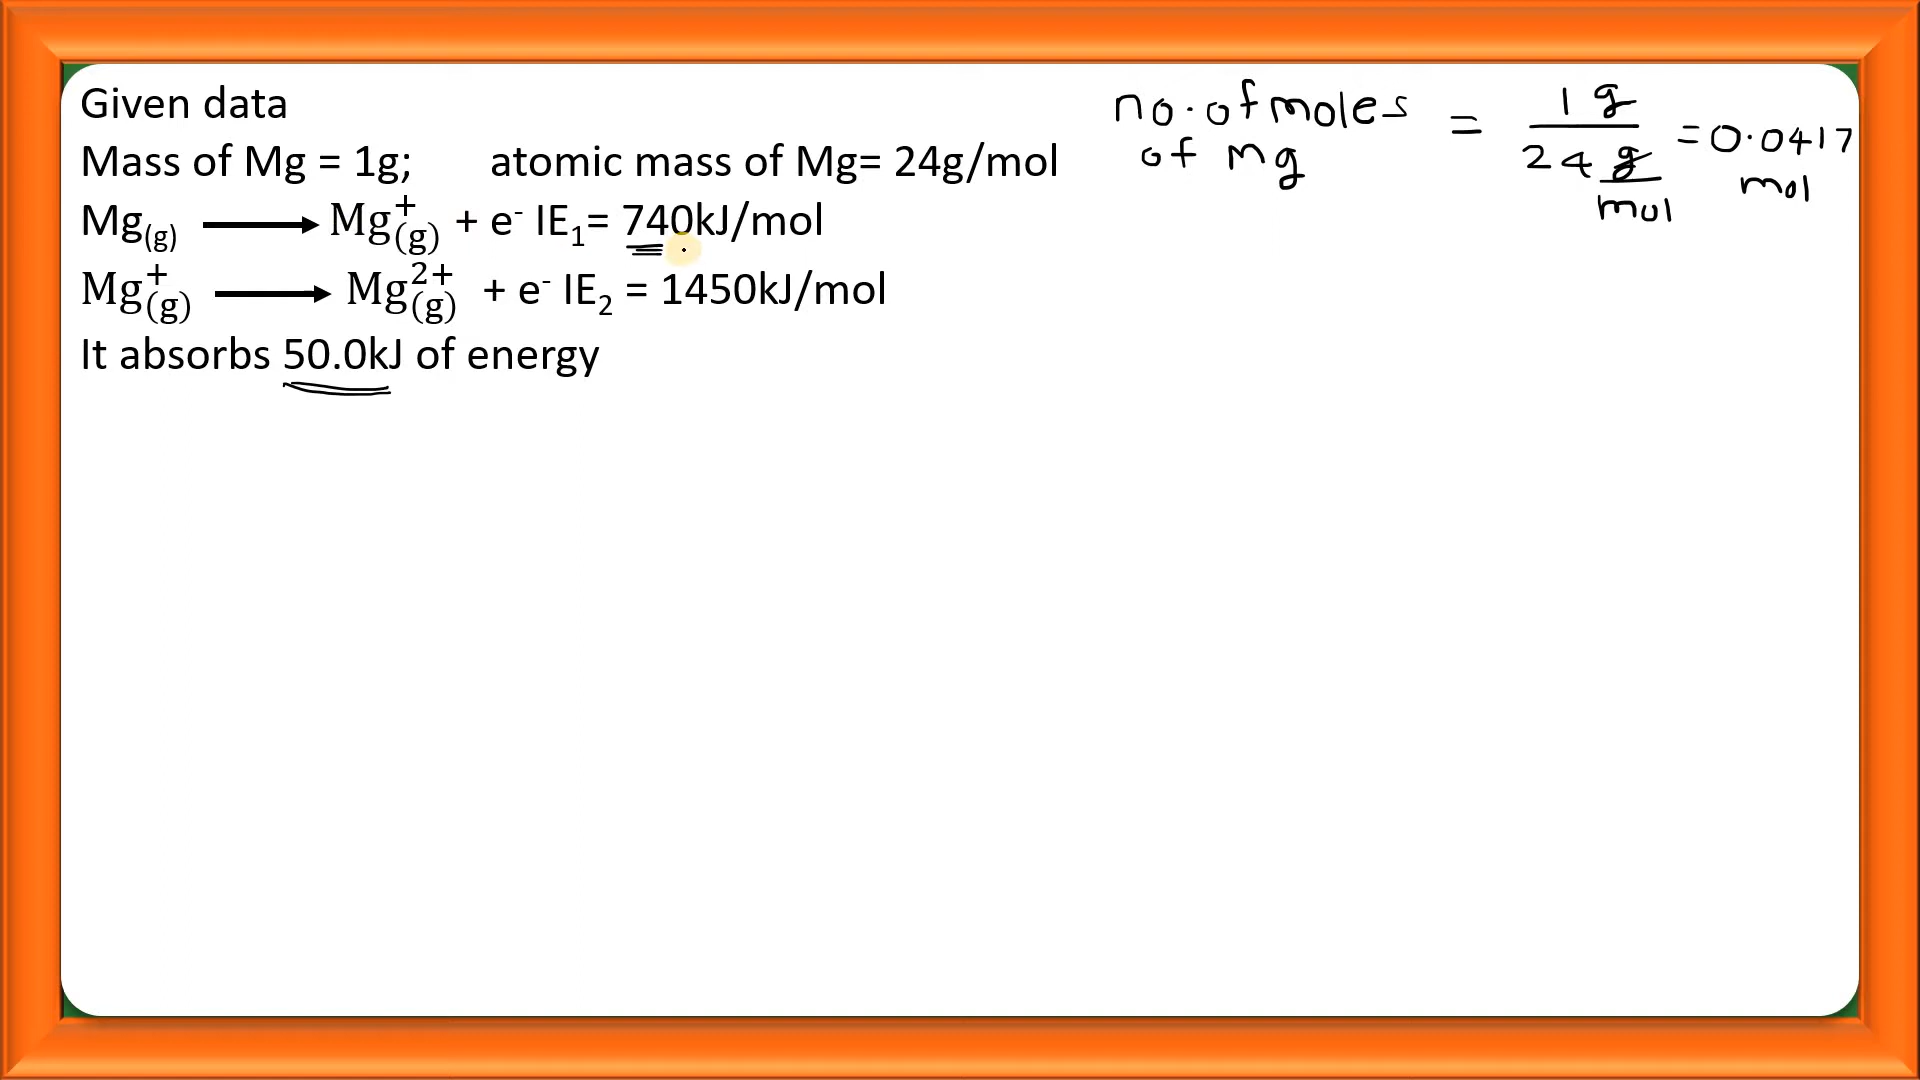 Given data
Mass of Mg = 1g; atomic mass of Mg= 24g/mol
Mg(g) ⟶ Mg⁺(g) + e⁻ IE₁= 740kJ/mol
Mg⁺(g) ⟶ Mg²⁺(g) + e⁻ IE₂ = 1450kJ/mol
It absorbs 50.0kJ of energy
no. of moles of Mg = 1 g / 24 g/mol = 0.0417 mol